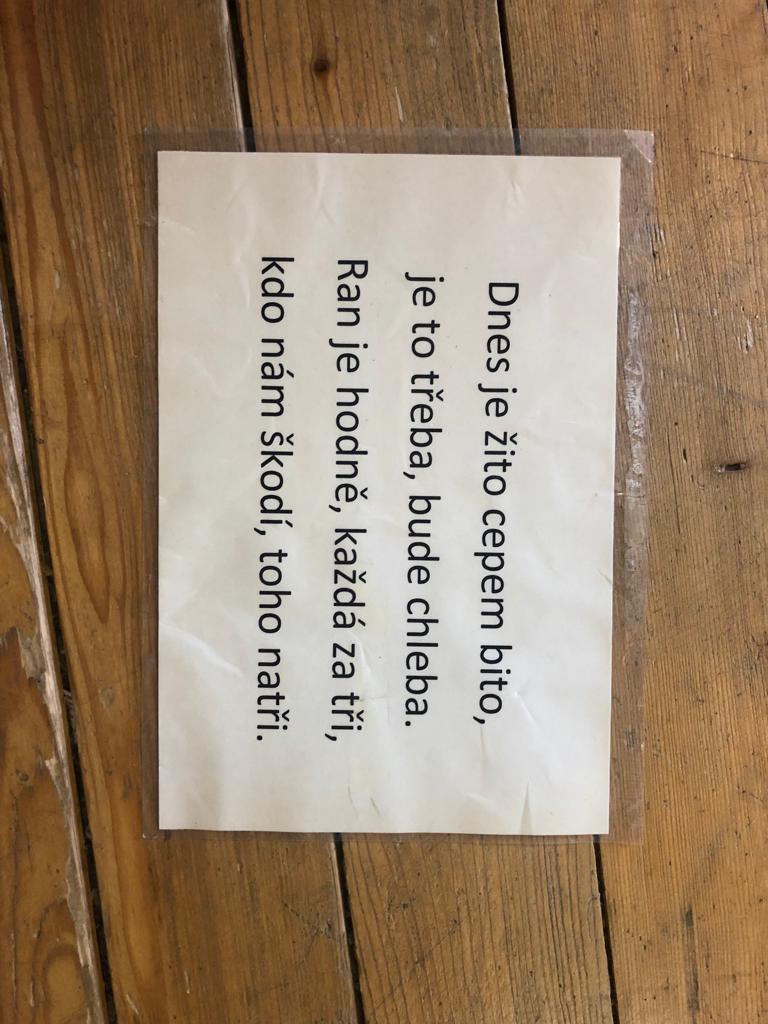 Dnes je žito cepem bito,
je to třeba, bude chleba.
Ran je hodně, každá za tři,
kdo nám škodí, toho natři.